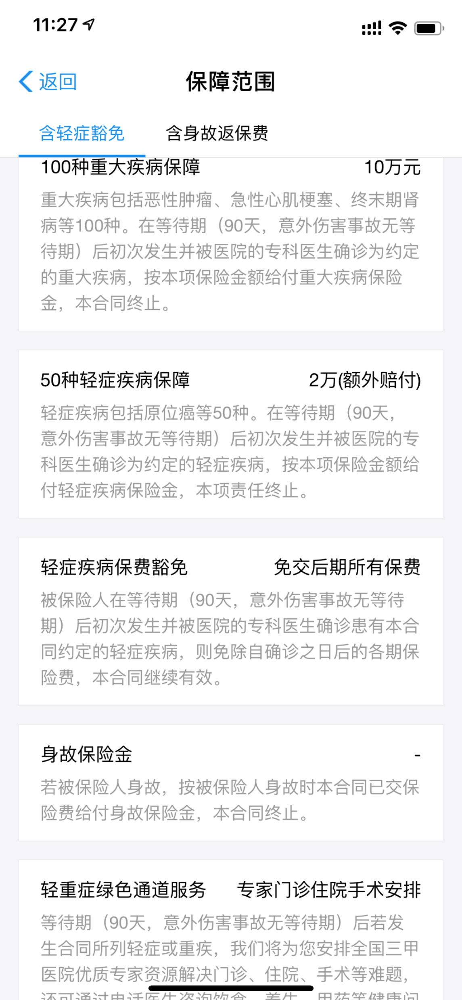 11:27
返回
保障范围
含轻症豁免
含身故返保费
100种重大疾病保障 10万元
重大疾病包括恶性肿瘤、急性心肌梗塞、终末期肾
病等100种。在等待期（90天，意外伤害事故无等
待期）后初次发生并被医院的专科医生确诊为约定
的重大疾病，按本项保险金额给付重大疾病保险
金，本合同终止。
50种轻症疾病保障 2万(额外赔付)
轻症疾病包括原位癌等50种。在等待期（90天，
意外伤害事故无等待期）后初次发生并被医院的专
科医生确诊为约定的轻症疾病，按本项保险金额给
付轻症疾病保险金，本项责任终止。
轻症疾病保费豁免 免交后期所有保费
被保险人在等待期（90天，意外伤害事故无等待
期）后初次发生并被医院的专科医生确诊患有本合
同约定的轻症疾病，则免除自确诊之日后的各期保
险费，本合同继续有效。
身故保险金 -
若被保险人身故，按被保险人身故时本合同已交保
险费给付身故保险金，本合同终止。
轻重症绿色通道服务 专家门诊住院手术安排
等待期（90天，意外伤害事故无等待期）后若发
生合同所列轻症或重疾，我们将为您安排全国三甲
医院优质专家资源解决门诊、住院、手术等难题，
还可通过电话医生咨询饮食、养生、用药等健康问